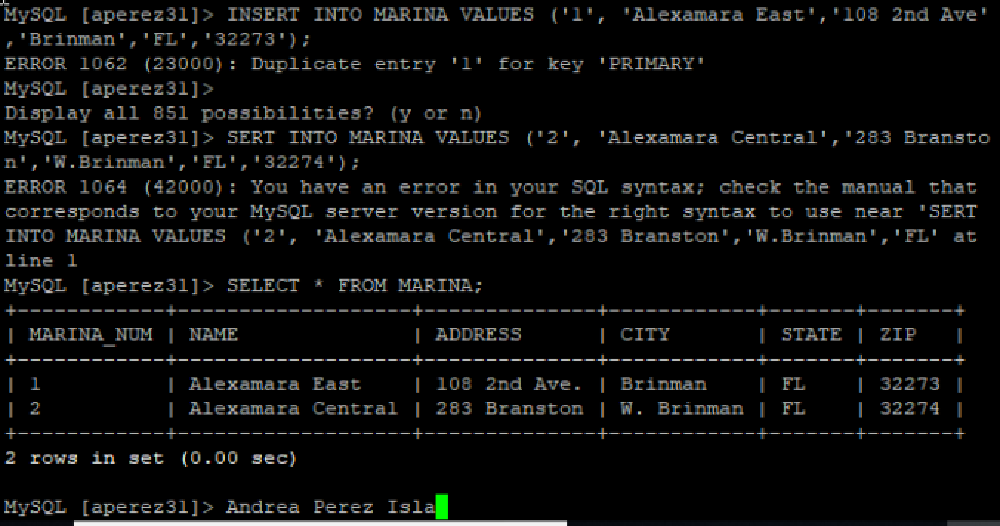 MySQL [aperez31]> INSERT INTO MARINA VALUES ('1', 'Alexamara East','108 2nd Ave'
,'Brinman','FL','32273');
ERROR 1062 (23000): Duplicate entry '1' for key 'PRIMARY'
MySQL [aperez31]>
Display all 851 possibilities? (y or n)
MySQL [aperez31]> SERT INTO MARINA VALUES ('2', 'Alexamara Central','283 Bransto
n','W.Brinman','FL','32274');
ERROR 1064 (42000): You have an error in your SQL syntax; check the manual that
corresponds to your MySQL server version for the right syntax to use near 'SERT
INTO MARINA VALUES ('2', 'Alexamara Central','283 Branston','W.Brinman','FL' at
line 1
MySQL [aperez31]> SELECT * FROM MARINA;
+------------+-------------------+--------------+------------+-------+-------+
| MARINA_NUM | NAME              | ADDRESS      | CITY       | STATE | ZIP   |
+------------+-------------------+--------------+------------+-------+-------+
| 1          | Alexamara East    | 108 2nd Ave. | Brinman    | FL    | 32273 |
| 2          | Alexamara Central | 283 Branston | W. Brinman | FL    | 32274 |
+------------+-------------------+--------------+------------+-------+-------+
2 rows in set (0.00 sec)
MySQL [aperez31]> Andrea Perez Isla